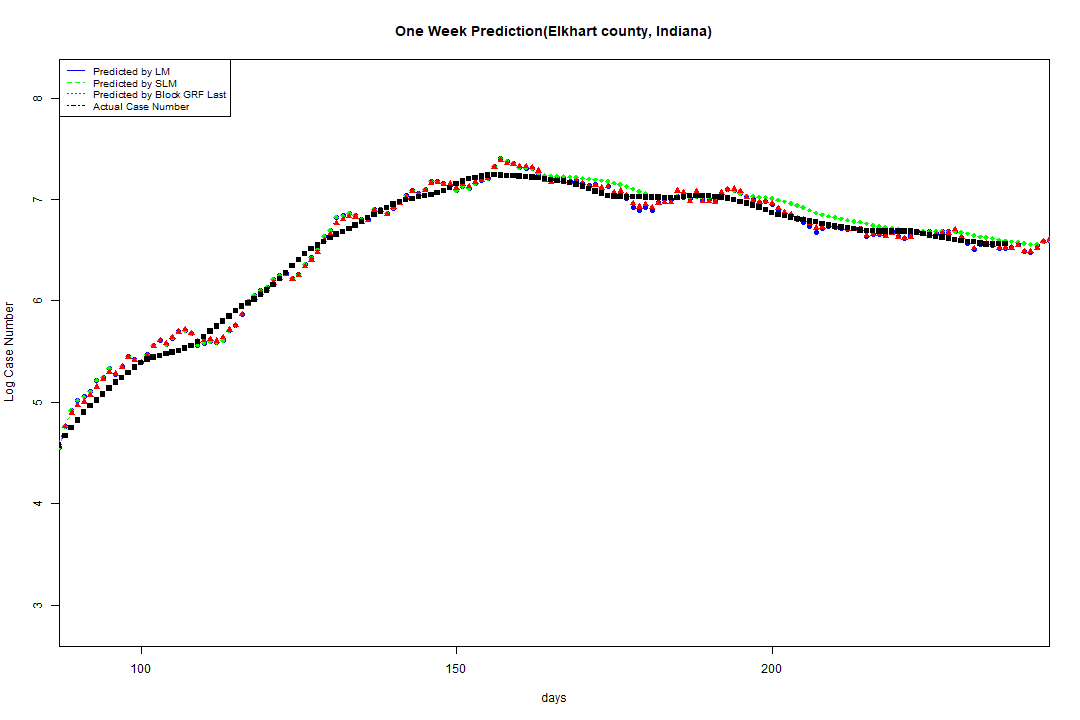 One Week Prediction(Elkhart county, Indiana)
Predicted by LM
Predicted by SLM
Predicted by Block GRF Last
Actual Case Number
8
7
6
5
4
3
Log Case Number
100 150 200
days